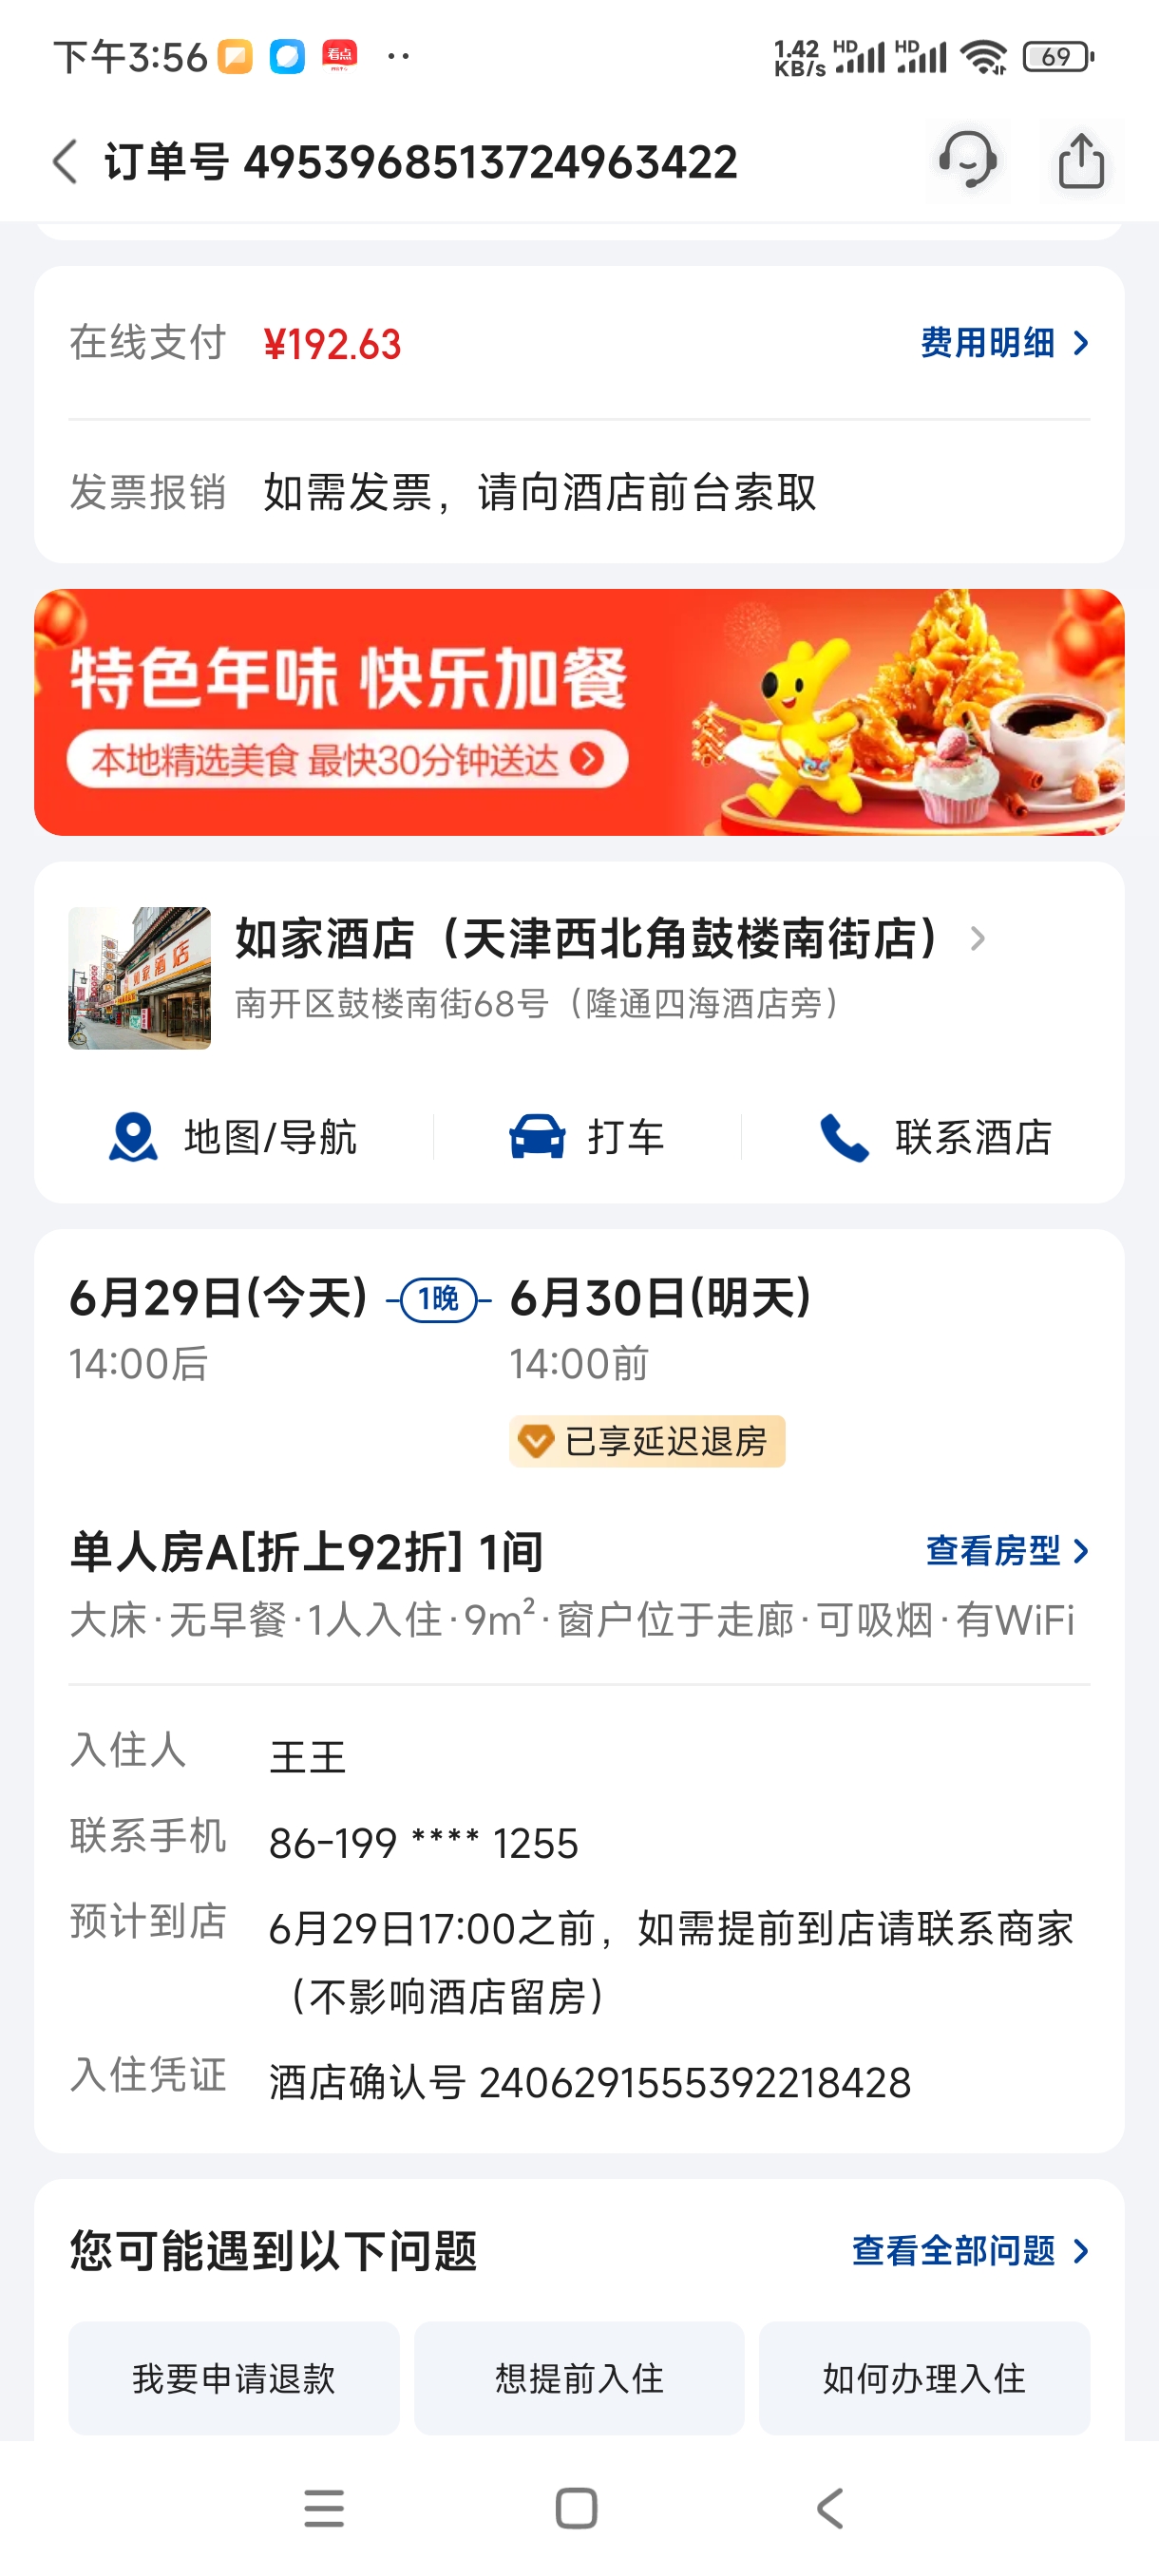 下午3:56 看点 ·· 1.42 KB/s HD HD 69
订单号 4953968513724963422
在线支付 ¥192.63 费用明细
发票报销 如需发票，请向酒店前台索取
特色年味 快乐加餐
本地精选美食 最快30分钟送达
如家酒店（天津西北角鼓楼南街店）
南开区鼓楼南街68号（隆通四海酒店旁）
地图/导航 打车 联系酒店
6月29日(今天) 1晚 6月30日(明天)
14:00后 14:00前
已享延迟退房
单人房A[折上92折] 1间 查看房型
大床·无早餐·1人入住·9m²·窗户位于走廊·可吸烟·有WiFi
入住人 王王
联系手机 86-199 **** 1255
预计到店 6月29日17:00之前，如需提前到店请联系商家
（不影响酒店留房）
入住凭证 酒店确认号 2406291555392218428
您可能遇到以下问题 查看全部问题
我要申请退款 想提前入住 如何办理入住